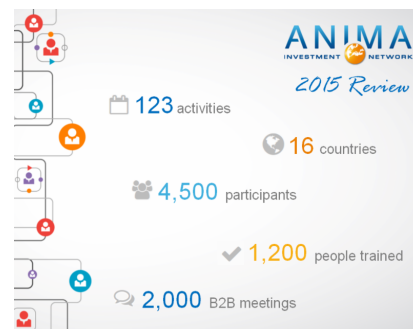 ANIMA
INVESTMENT NETWORK
2015 Review
123 activities
16 countries
4,500 participants
1,200 people trained
2,000 B2B meetings